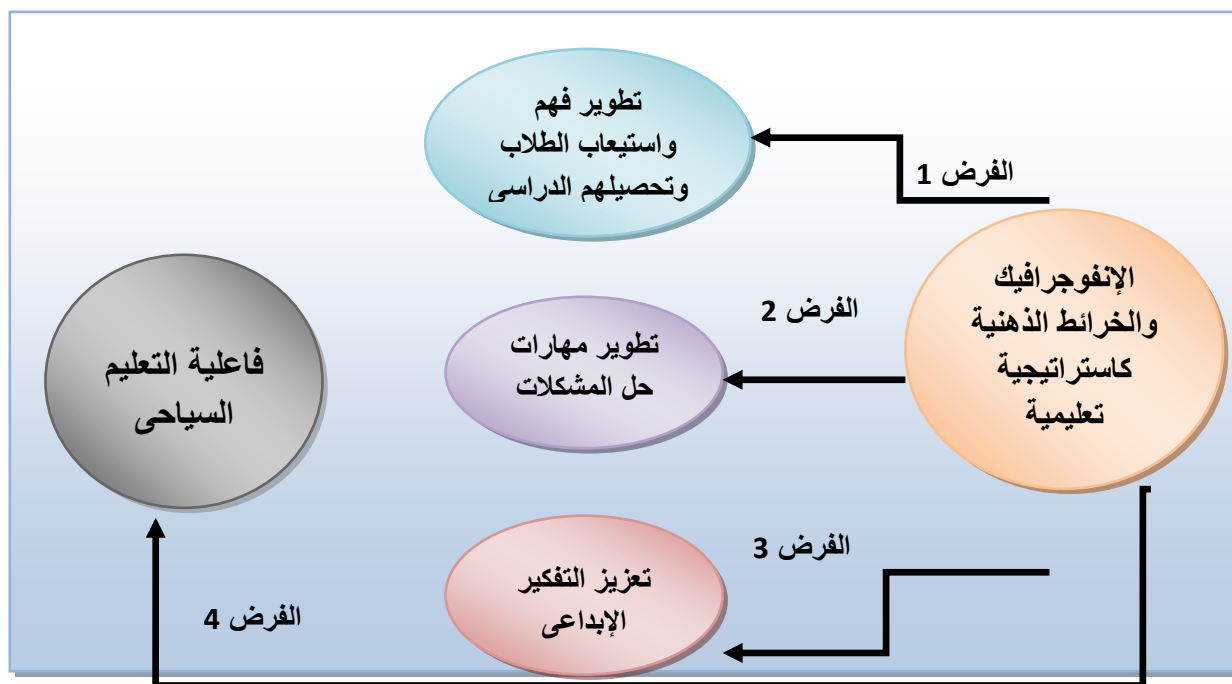 تطوير فهم
واستيعاب الطلاب
وتحصيلهم الدراسى
الفرض 1
الإنفوجرافيك
والخرائط الذهنية
كاستراتيجية
تعليمية
الفرض 2
تطوير مهارات
حل المشكلات
فاعلية التعليم
السياحى
الفرض 3
تعزيز التفكير
الإبداعى
الفرض 4